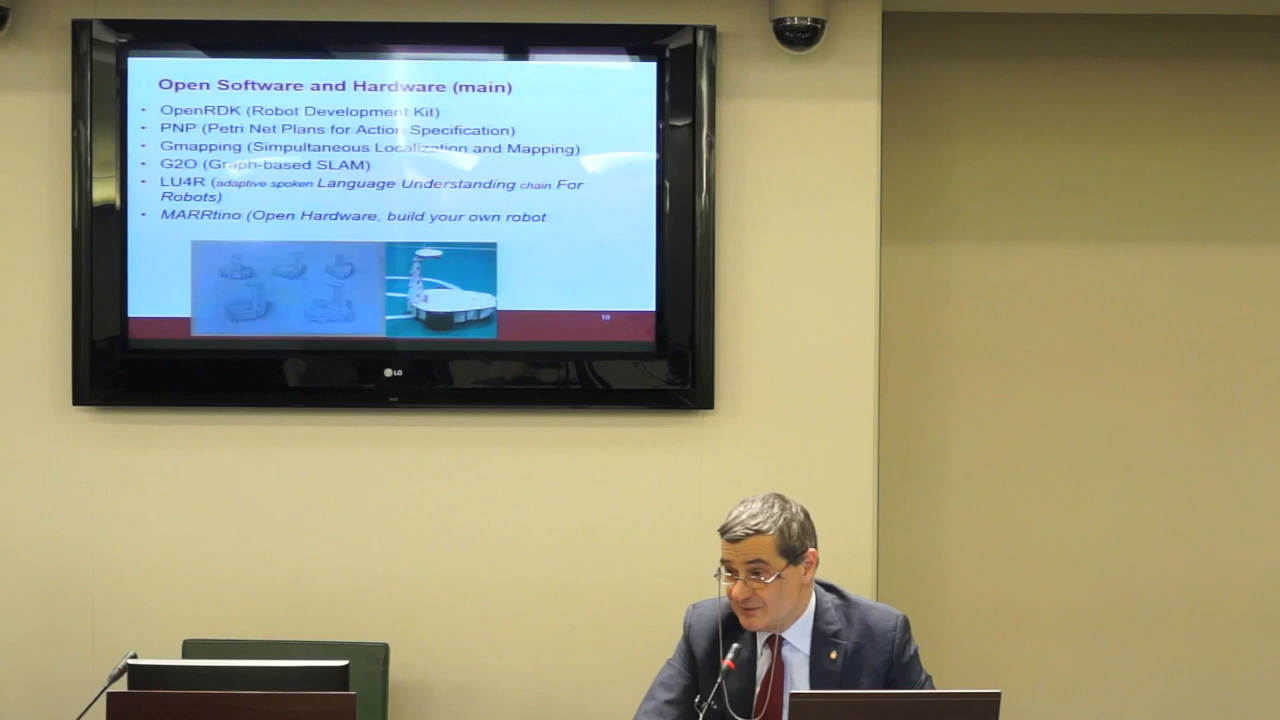 Open Software and Hardware (main)
• OpenRDK (Robot Development Kit)
• PNP (Petri Net Plans for Action Specification)
• Gmapping (Simpultaneous Localization and Mapping)
• G2O (Graph-based SLAM)
• LU4R (adaptive spoken Language Understanding chain For
Robots)
• MARRtino (Open Hardware, build your own robot
10
LG